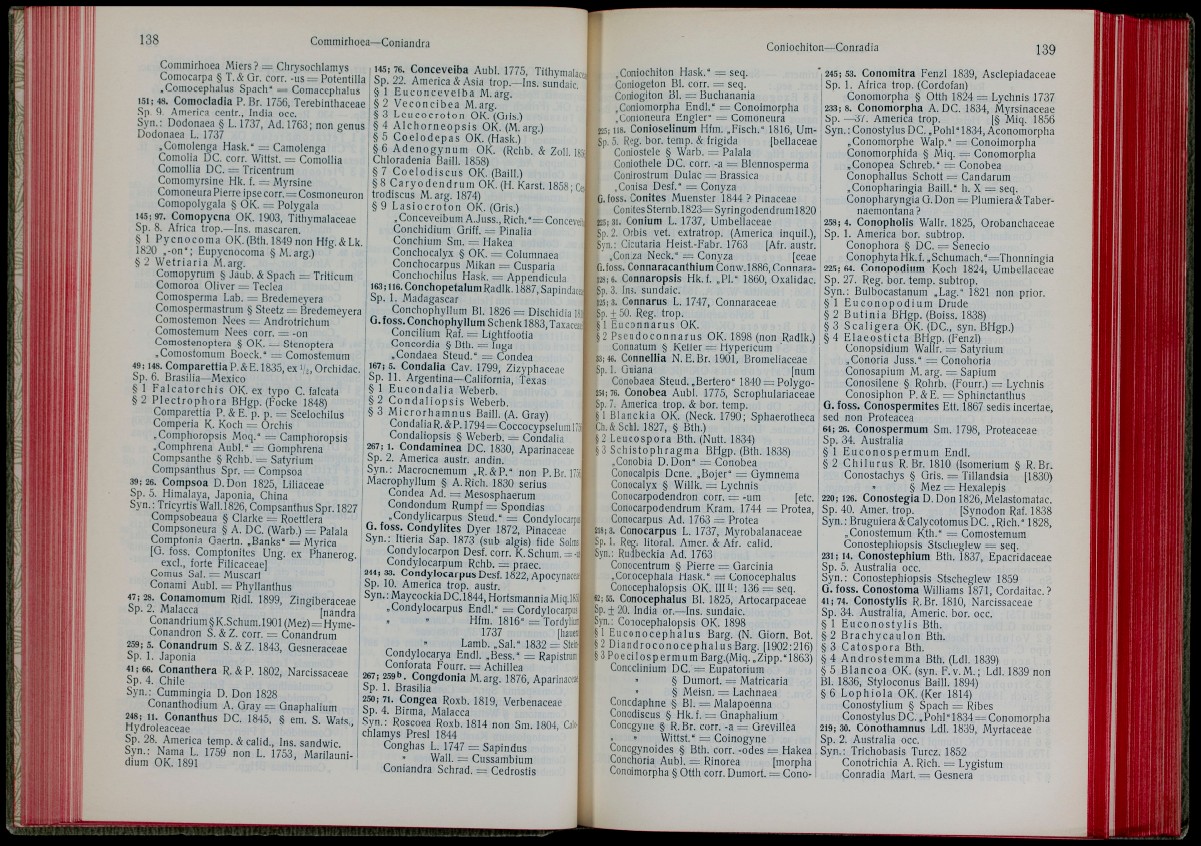 138
Commirhoea—Coniandra
Commirhoea Miers? = Chrysochlamys
Comocarpa § T. & Gr. corr. -us = Potentilla
„Comocephalus Spach“ = Comacephalus
151; 48. Comocladia P. Br. 1756, Terebinthaceae
Sp. 9. America centr., India occ.
Syn.: Dodonaea § L. 1737, Ad. 1763; non genus
Dodonaea L. 1737
„Comolenga Hask.“ = Camolenga
Comolia DC. corr. Wittst. = Comollia
Comollia DC. = Tricentrum
Comomyrsine Hk. f. = Myrsine
Comoneura Pierre ipse corr. = Cosmoneuron
Comopolygala § OK. = Polygala
145; 97. Comopycna OK. 1903, Tithymalaceae
Sp. 8. Africa trop.—Ins. mascaren.
§ 1 Pycnocoma OK. (Bth. 1849 non Hfg. & Lk.
1820 „-on“; Eupycnocoma § M. arg.)
§ 2 Wetriaria M. arg.
Comopyrum § Jaub. & Spach = Triticum
Comoroa Oliver = Teclea
Comosperma Lab. = Bredemeyera
Comospermastrum § Steetz = Bredemeyera
Comostemon Nees = Androtrichum
Comostemum Nees corr. = -on
Comostenoptera § OK. = Stenoptera
„Comostomum Boeck.“ = Comostemum
49; 148. Comparettia P. & E. 1835, ex ½, Orchidac.
Sp. 6. Brasilia—Mexico
§ 1 Falcatorchis OK. ex typo C. falcata
§ 2 Plectrophora BHgp. (Focke 1848)
Comparettia P. & E. p. p. = Scelochilus
Comperia K. Koch = Orchis
„Comphoropsis Moq.“ = Camphoropsis
„Comphrena Aubl.“ = Gomphrena
Compsanthe § Rchb. = Satyrium
Compsanthus Spr. = Compsoa
39; 26. Compsoa D. Don 1825, Liliaceae
Sp. 5. Himalaya, Japonia, China
Syn.: Tricyrtis Wall. 1826, Compsanthus Spr. 1827
Compsobeaua § Clarke = Roettlera
Compsoneura § A. DC. (Warb.) = Palala
Comptonia Gaertn. „Banks“ = Myrica
[G. foss. Comptonites Ung. ex Phanerog.
excl., forte Filicaceae]
Comus Sal. = Muscari
Conami Aubl. = Phyllanthus
47; 28. Conamomum Ridl. 1899, Zingiberaceae
Sp. 2. Malacca [nandra
Conandrium § K. Schum. 1901 (Mez) = Hyme-
Conandron S. & Z. corr. = Conandrum
259; 5. Conandrum S. & Z. 1843, Gesneraceae
Sp. 1. Japonia
41; 66. Conanthera R. & P. 1802, Narcissaceae
Sp. 4. Chile
Syn.: Cummingia D. Don 1828
Conanthodium A. Gray = Gnaphalium
248; 11. Conanthus DC. 1845, § em. S. Wats.,
Hydroleaceae
Sp. 28. America temp. & calid., Ins. sandwic.
Syn.: Nama L. 1759 non L. 1753, Marilauni-
dium OK. 1891
145; 76. Conceveiba Aubl. 1775, Tithymalaceae
Sp. 22. America & Asia trop.—Ins. sundaic.
§ 1 Euconceveiba M. arg.
§ 2 Veconcibea M. arg.
§ 3 Leucocroton OK. (Gris.)
§ 4 Alchorneopsis OK. (M. arg.)
§ 5 Coelodepas OK. (Hask.)
§ 6 Adenogynum OK. (Rchb. & Zoll.
Chloradenia Baill. 1858)
§ 7 Coelodiscus OK. (Baill.)
§ 8 Caryodendrum OK. (H. Karst. 1858;
trodiscus M. arg. 1874)
§ 9 Lasiocroton OK. (Gris.)
„Conceveibum A. Juss., Rich.“ =
Conchidium Griff. = Pinalia
Conchium Sm. = Hakea
Conchocalyx § OK. = Columnaea
Conchocarpus Mikan = Cusparia
Conchochilus Hask. = Appendicula
163; 116. Conchopetalum Radlk. 1887, Sapindaceae
Sp. 1. Madagascar
Conchophyllum Bl. 1826 = Dischidia
G. foss. Conchophyllum Schenk 1883, Taxaceae
Concilium Raf. = Lightfootia
Concordia § Bth. = Inga
„Condaea Steud.“ = Condea
167; 5. Condalia Cav. 1799, Zizyphaceae
Sp. 11. Argentina—California, Texas
§ 1 Eucondalia Weberb.
§ 2 Condaliopsis Weberb.
§ 3 Microrhamnus Baill. (A. Gray)
Condalia R. & P. 1794 = Coccocypselum
Condaliopsis § Weberb. = Condalia
267; 1. Condaminea DC. 1830, Aparinaceae
Sp. 2. America austr. andin.
Syn.: Macrocnemum „R. & P.“ non P. Br.
Macrophyllum § A. Rich. 1830 serius
Condea Ad. = Mesosphaerum
Condondum Rumpf = Spondias
„Condylicarpus Steud.“ =
G. foss. Condylites Dyer 1872, Pinaceae
Syn.: Itieria Sap. 1873 (sub algis) fide Solms
Condylocarpon Desf. corr. K. Schum. =
Condylocarpum Rchb. = praec.
244; 33. Condylocarpus Desf. 1822, Apocynaceae
Sp. 10. America trop. austr.
Syn.: Maycockia DC. 1844, Hortsmannia Miq.
„Condylocarpus Endl.“ = Cordylocarpus
„ „ Hfm. 1816“ = Tordylium
1737
„ Lamb. „Sal.“ 1832 =
Condylocarya Endl. „Bess.“ = Rapistrum
Conforata Fourr. = Achillea
267; 259b. Congdonia M. arg. 1876, Aparinaceae
Sp. 1. Brasilia
250; 71. Congea Roxb. 1819, Verbenaceae
Sp. 4. Birma, Malacca
Syn.: Roscoea Roxb. 1814 non Sm. 1804,
chlamys Presl 1844
Conghas L. 1747 = Sapindus
„ Wall. = Cussambium
Coniandra Schrad. = Cedrostis
Coniochiton—Conradia
139
„Coniochiton Hask.“ = seq.
Coniogeton Bl. corr. = seq.
Coniogiton Bl. = Buchanania
„Coniomorpha Endl.“ = Conoimorpha
„Conioneura Engler“ = Comoneura
225; 118. Conioselinum Hfm. „Fisch.“ 1816, Um-
Sp. 5. Reg. bor. temp. & frigida [bellaceae
Coniostele § Warb. = Palala
Coniothele DC. corr. -a = Blennosperma
Conirostrum Dulac = Brassica
„Conisa Desf.“ = Conyza
G. foss. Conites Muenster 1844 ? Pinaceae
Conites Sternb. 1823 = Syringodendrum 1820
225; 31. Conium L. 1737, Umbellaceae
Sp. 2. Orbis vet. extratrop. (America inquil.),
Syn.: Cicutaria Heist.-Fabr. 1763 [Afr. austr.
„Conza Neck.“ = Conyza [ceae
G. foss. Connaracanthium Conw. 1886, Connara-
128; 6. Connaropsis Hk. f. „Pl.“ 1860, Oxalidac.
Sp. 3. Ins. sundaic.
125; 3. Connarus L. 1747, Connaraceae
Sp. ± 50. Reg. trop.
§ 1 Euconnarus OK.
§ 2 Pseudoconnarus OK. 1898 (non Radlk.)
Connatum § Keller = Hypericum
33; 46. Connellia N. E. Br. 1901, Bromeliaceae
Sp. 1. Guiana [num
Conobaea Steud. „Bertero“ 1840 = Polygo-
254; 76. Conobea Aubl. 1775, Scrophulariaceae
Sp. 7. America trop. & bor. temp.
§ 1 Blanckia OK. (Neck. 1790; Sphaerotheca
Ch. & Schl. 1827, § Bth.)
§ 2 Leucospora Bth. (Nutt. 1834)
§ 3 Schistophragma BHgp. (Bth. 1838)
„Conobia D. Don“ = Conobea
Conocalpis Dcne. „Bojer“ = Gymnema
Conocalyx § Willk. = Lychnis
Conocarpodendron corr. = -um [etc.
Conocarpodendrum Kram. 1744 = Protea,
Conocarpus Ad. 1763 = Protea
218; 3. Conocarpus L. 1737, Myrobalanaceae
Sp. 1. Reg. litoral. Amer. & Afr. calid.
Syn.: Rudbeckia Ad. 1763
Conocentrum § Pierre = Garcinia
„Conocephala Hask.“ = Conocephalus
Conocephalopsis OK. III II: 136 = seq.
62; 55. Conocephalus Bl. 1825, Artocarpaceae
Sp. ± 20. India or.—Ins. sundaic.
Syn.: Conocephalopsis OK. 1898
§ 1 Euconocephalus Barg. (N. Giorn. Bot.
§ 2 Diandroconocephalus Barg. [1902: 216)
§ 3 Poecilospermum Barg. (Miq. „Zipp.“ 1863)
Conoclinium DC. = Eupatorium
„ § Dumort. = Matricaria
„ § Meisn. = Lachnaea
Conodaphne § Bl. = Malapoenna
Conodiscus § Hk. f. = Gnaphalium
Conogyne § R. Br. corr. -a = Grevillea
„ „ Wittst.“ = Coinogyne
Conogynoides § Bth. corr. -odes = Hakea
Conohoria Aubl. = Rinorea [morpha
Conoimorpha § Otth corr. Dumort. = Cono-
245; 53. Conomitra Fenzl 1839, Asclepiadaceae
Sp. 1. Africa trop. (Cordofan)
Conomorpha § Otth 1824 = Lychnis 1737
233; 8. Conomorpha A. DC. 1834, Myrsinaceae
Sp. — 37. America trop. [§ Miq. 1856
Syn.: Conostylus DC. „Pohl“ 1834, Aconomorpha
„Conomorphe Walp.“ = Conoimorpha
Conomorphida § Miq. = Conomorpha
„Conopea Schreb.“ = Conobea
Conophallus Schott = Candarum
„Conopharingia Baill.“ h. X = seq.
Conopharyngia G. Don = Plumiera & Taber-
naemontana ?
258; 4. Conopholis Wallr. 1825, Orobanchaceae
Sp. 1. America bor. subtrop.
Conophora § DC. = Senecio
Conophyta Hk. f. „Schumach.“ = Thonningia
225; 64. Conopodium Koch 1824, Umbellaceae
Sp. 27. Reg. bor. temp. subtrop.
Syn.: Bulbocastanum „Lag.“ 1821 non prior.
§ 1 Euconopodium Drude
§ 2 Butinia BHgp. (Boiss. 1838)
§ 3 Scaligera OK. (DC., syn. BHgp.)
§ 4 Elaeosticta BHgp. (Fenzl)
Conopsidium Wallr. = Satyrium
„Conoria Juss.“ = Conohoria
Conosapium M. arg. = Sapium
Conosilene § Rohrb. (Fourr.) = Lychnis
Conosiphon P. & E. = Sphinctanthus
G. foss. Conospermites Ett. 1867 sedis incertae,
sed non Proteacea
64; 26. Conospermum Sm. 1798, Proteaceae
Sp. 34. Australia
§ 1 Euconospermum Endl.
§ 2 Chilurus R. Br. 1810 (Isomerium § R. Br.
Conostachys § Gris. = Tillandsia [1830)
„ § Mez = Hexalepis
220; 126. Conostegia D. Don 1826, Melastomatac.
Sp. 40. Amer. trop. [Synodon Raf. 1838
Syn.: Bruguiera & Calycotomus DC. „Rich.“ 1828,
„Conostemum Kth.“ = Comostemum
Conostephiopsis Stscheglew = seq.
231; 14. Conostephium Bth. 1837, Epacridaceae
Sp. 5. Australia occ.
Syn.: Conostephiopsis Stscheglew 1859
G. foss. Conostoma Williams 1871, Cordaitac. ?
41; 74. Conostylis R. Br. 1810, Narcissaceae
Sp. 34. Australia, Americ. bor. occ.
§ 1 Euconostylis Bth.
§ 2 Brachycaulon Bth.
§ 3 Catospora Bth.
§ 4 Androstemma Bth. (Ldl. 1839)
§ 5 Blancoa OK. (syn. F. v. M.; Ldl. 1839 non
Bl. 1836, Styloconus Baill. 1894)
§ 6 Lophiola OK. (Ker 1814)
Conostylium § Spach = Ribes
Conostylus DC. „Pohl“ 1834 = Conomorpha
219; 30. Conothamnus Ldl. 1839, Myrtaceae
Sp. 2. Australia occ.
Syn.: Trichobasis Turcz. 1852
Conotrichia A. Rich. = Lygistum
Conradia Mart. = Gesnera